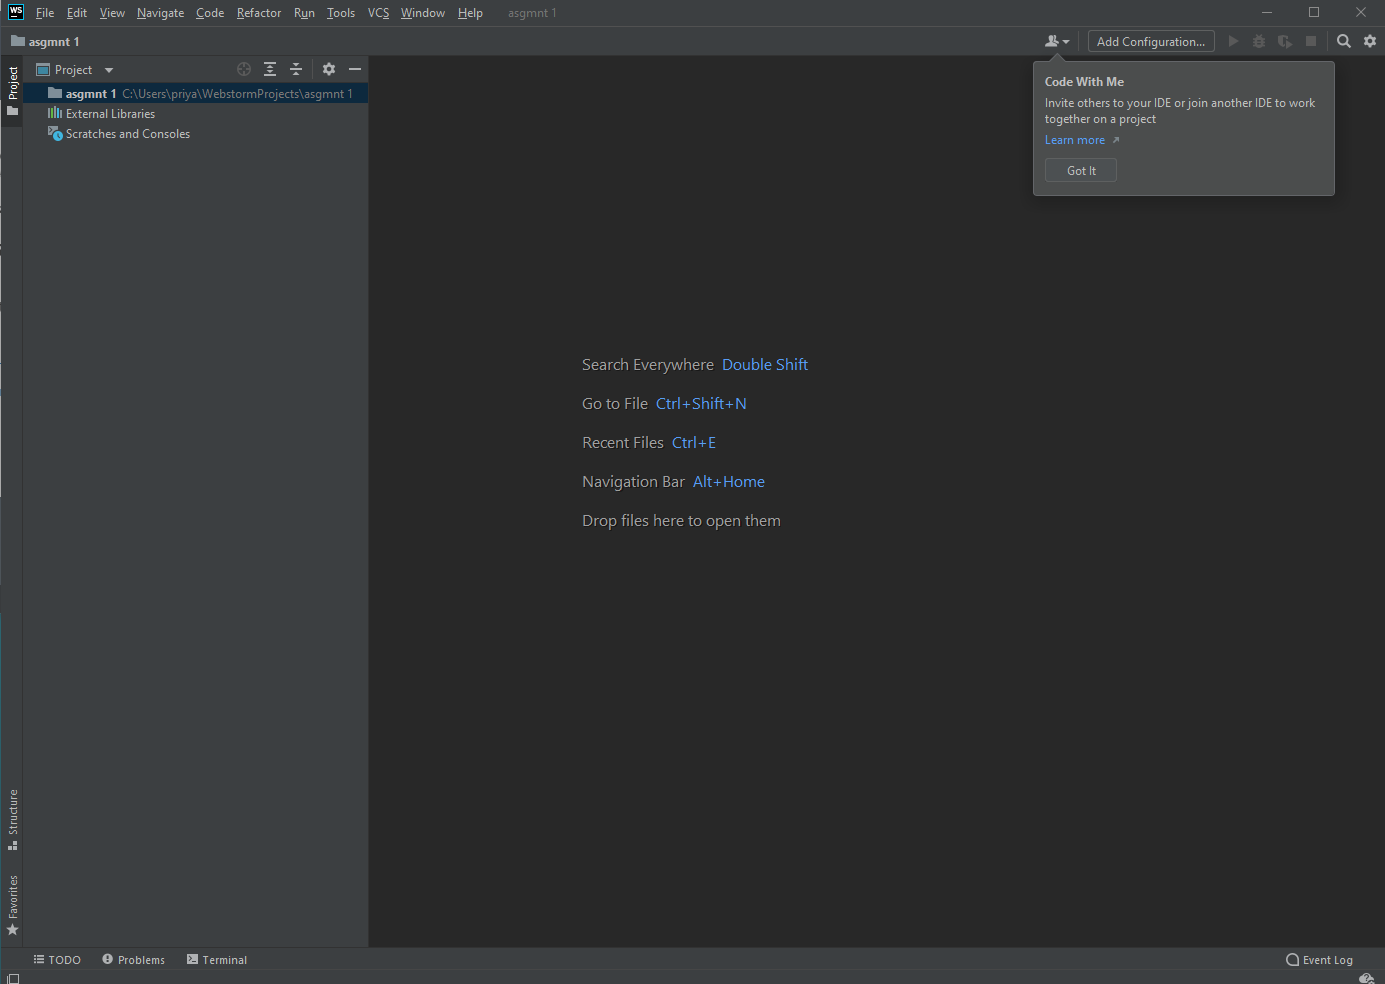 WS File Edit View Navigate Code Refactor Run Tools VCS Window Help asgmnt 1
asgmnt 1 Add Configuration...
Project
Project
asgmnt 1 C:\Users\priya\WebstormProjects\asgmnt 1
External Libraries
Scratches and Consoles
Code With Me
Invite others to your IDE or join another IDE to work
together on a project
Learn more ↗
Got It
Search Everywhere Double Shift
Go to File Ctrl+Shift+N
Recent Files Ctrl+E
Navigation Bar Alt+Home
Drop files here to open them
Structure
Favorites
TODO Problems Terminal Event Log